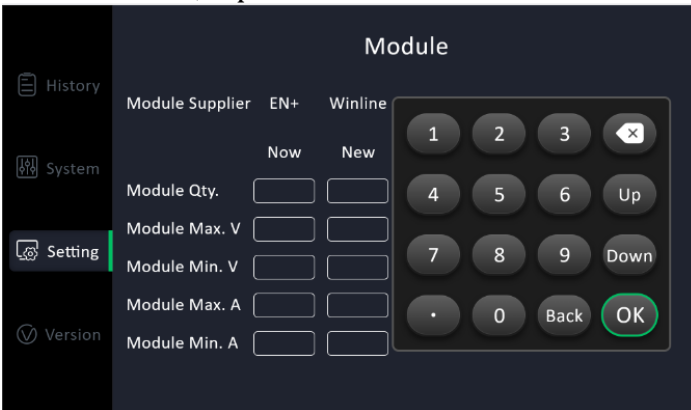 Module
History
System
Setting
Version
Module Supplier EN+ Winline
Now New
Module Qty.
Module Max. V
Module Min. V
Module Max. A
Module Min. A
1 2 3
4 5 6 Up
7 8 9 Down
. 0 Back OK